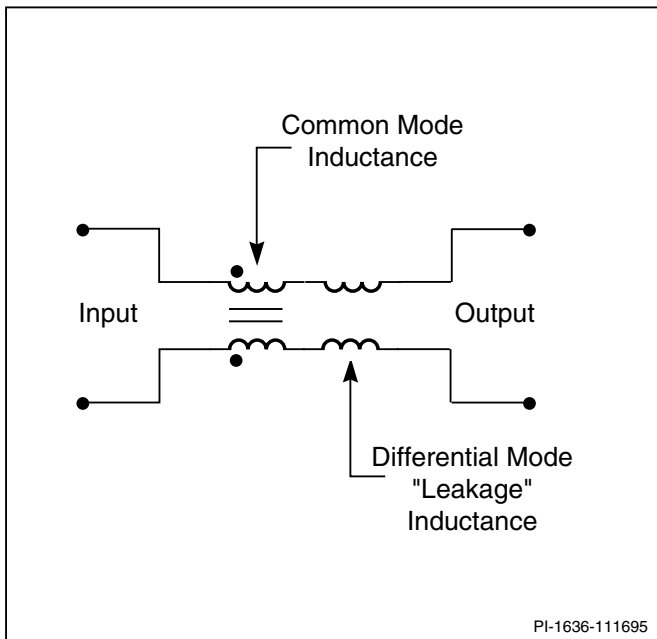 Common Mode
Inductance
Input
Output
Differential Mode
"Leakage"
Inductance
PI-1636-111695